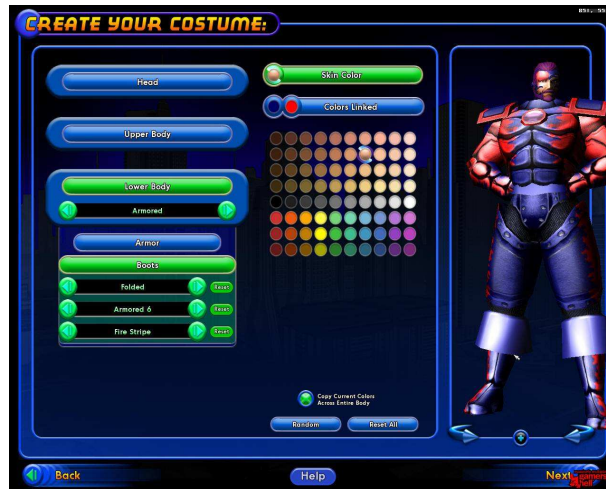 CREATE YOUR COSTUME:
Head
Upper Body
Lower Body
Armored
Armor
Boots
Folded
Reset
Armored 6
Reset
Fire Stripe
Reset
Skin Color
Colors Linked
Copy Current Colors
Across Entire Body
Random
Reset All
Back
Help
Next